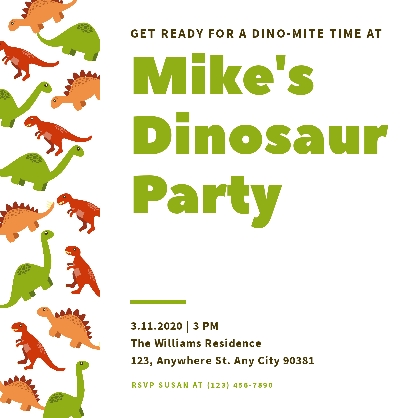 GET READY FOR A DINO-MITE TIME AT
Mike's
Dinosaur
Party
3.11.2020 | 3 PM
The Williams Residence
123, Anywhere St. Any City 90381
RSVP SUSAN AT (123) 456-7890